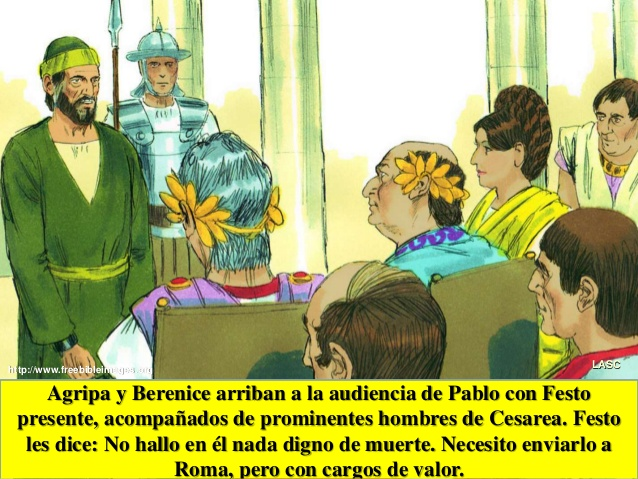 http://www.freebibleimages.org
LASC
Agripa y Berenice arriban a la audiencia de Pablo con Festo
presente, acompañados de prominentes hombres de Cesarea. Festo
les dice: No hallo en él nada digno de muerte. Necesito enviarlo a
Roma, pero con cargos de valor.